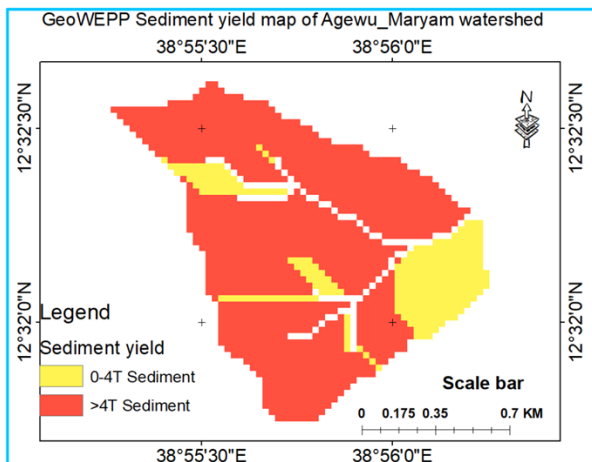 GeoWEPP Sediment yield map of Agewu_Maryam watershed
38°55'30"E 38°56'0"E
12°32'30"N 12°32'30"N
N
12°32'0"N 12°32'0"N
Legend
Sediment yield
0-4T Sediment
>4T Sediment
Scale bar
0 0.175 0.35 0.7 KM
38°55'30"E 38°56'0"E